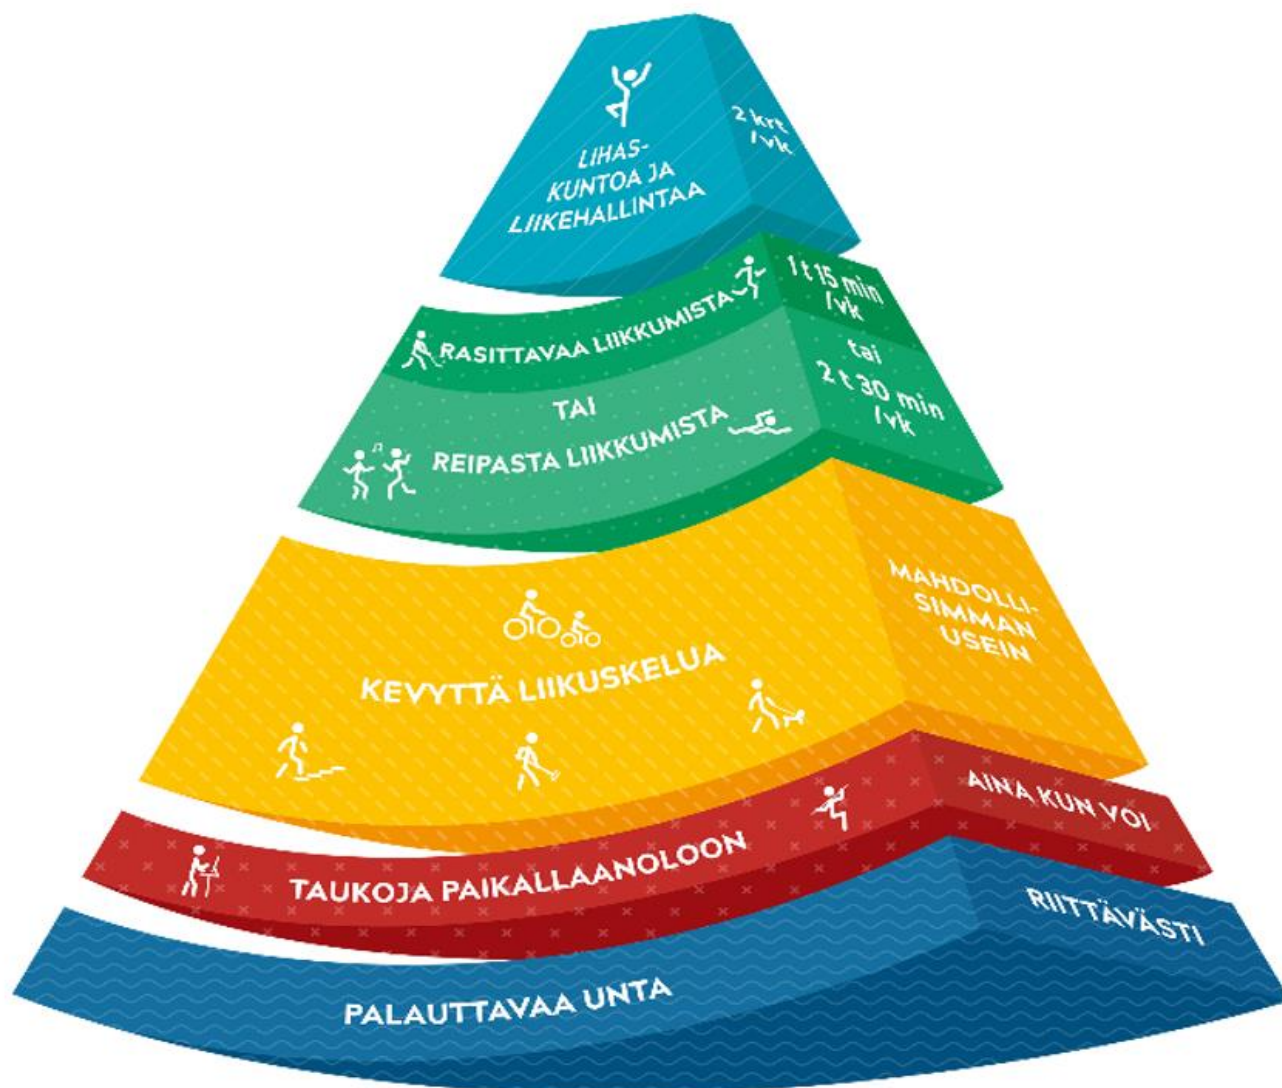 LIHAS-
KUNTOA JA
LIIKEHALLINTAA
2 krt
/vk
RASITTAVAA LIIKKUMISTA
1 t 15 min
/vk
TAI
REIPASTA LIIKKUMISTA
tai
2 t 30 min
/vk
KEVYTTÄ LIIKUSKELUA
MAHDOLLI-
SIMMAN
USEIN
TAUKOJA PAIKALLAANOLOON
AINA KUN VOI
PALAUTTAVAA UNTA
RIITTÄVÄSTI